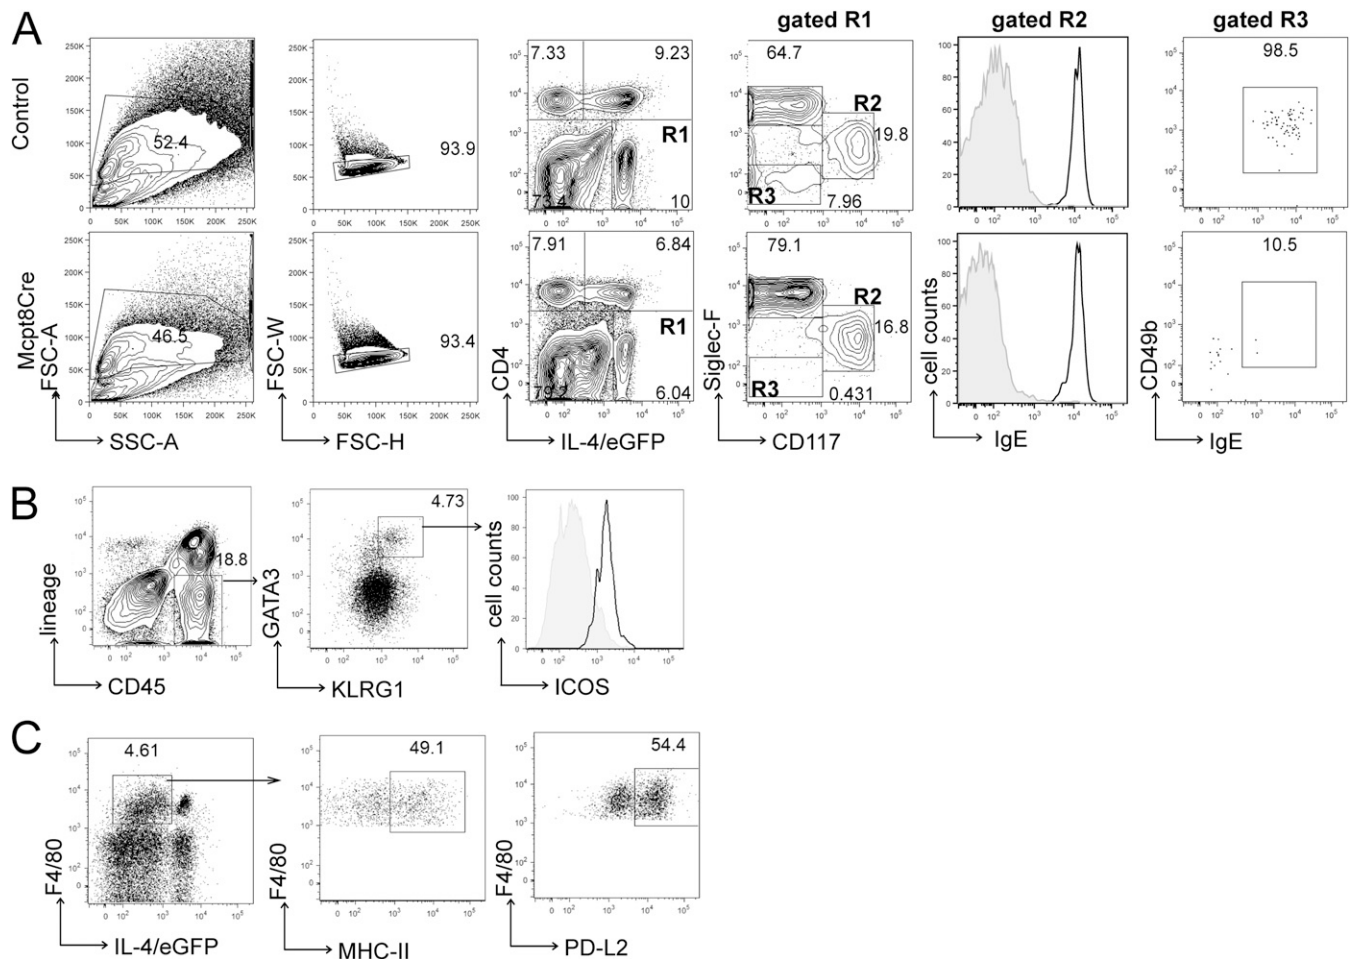 A
gated R1
gated R2
gated R3
Control
52.4
93.9
7.33
9.23
R1
73.4
10
64.7
R2
19.8
R3
7.96
98.5
Mcpt8Cre
46.5
93.4
7.91
6.84
R1
79.2
6.04
79.1
R2
16.8
R3
0.431
10.5
FSC-A
SSC-A
FSC-W
FSC-H
CD4
IL-4/eGFP
Siglec-F
CD117
cell counts
IgE
CD49b
IgE
B
18.8
lineage
CD45
4.73
GATA3
KLRG1
cell counts
ICOS
C
4.61
F4/80
IL-4/eGFP
49.1
F4/80
MHC-II
54.4
F4/80
PD-L2